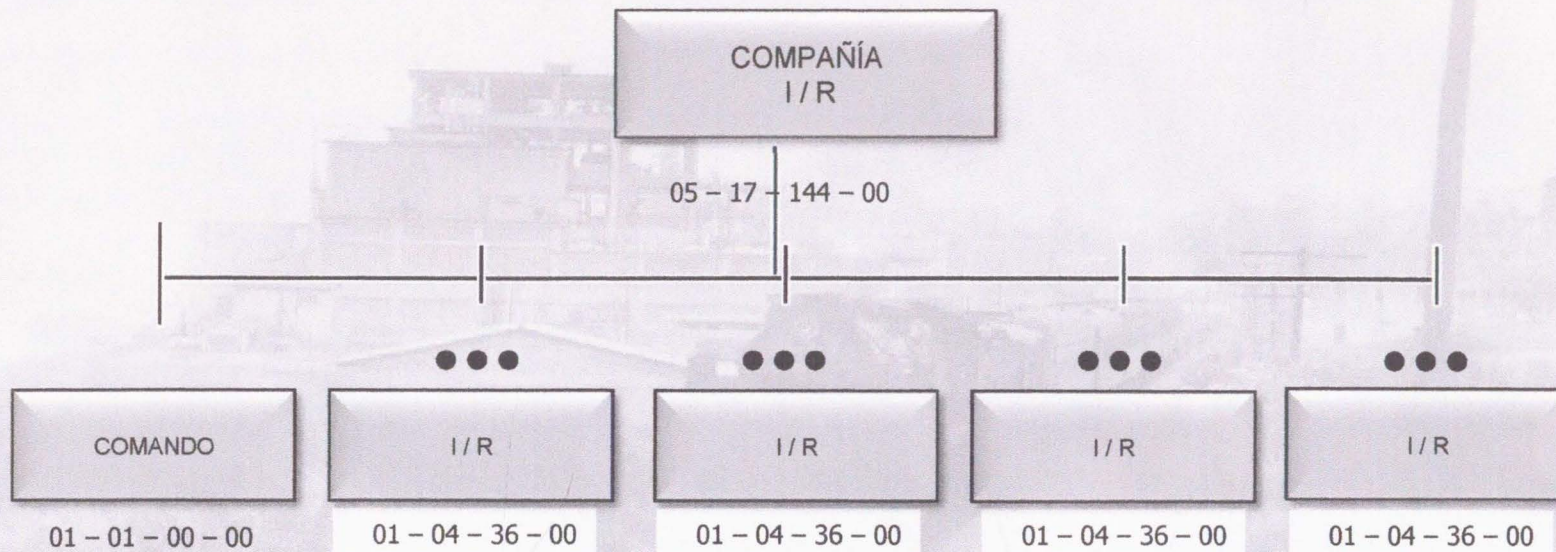 COMPAÑÍA
I / R
05 – 17 – 144 – 00
COMANDO
I / R
I / R
I / R
I / R
01 – 01 – 00 – 00
01 – 04 – 36 – 00
01 – 04 – 36 – 00
01 – 04 – 36 – 00
01 – 04 – 36 – 00